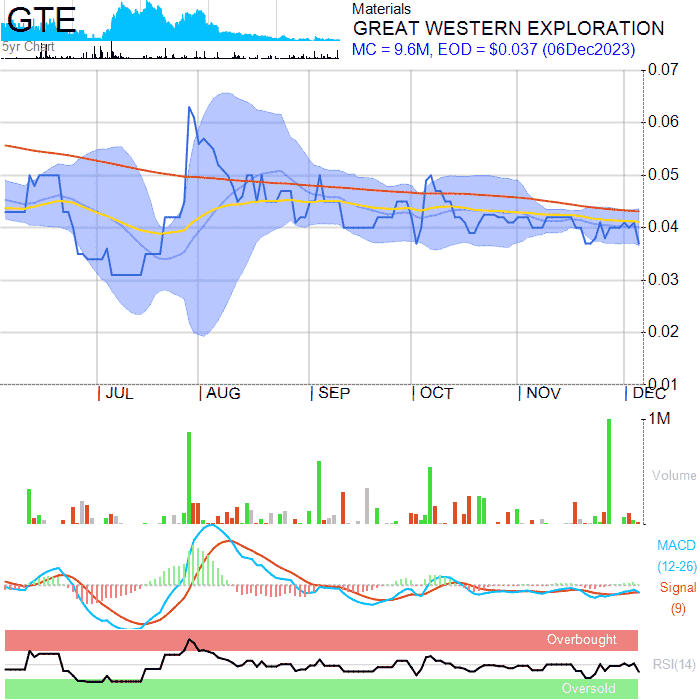 GTE
5yr Chart
Materials
GREAT WESTERN EXPLORATION
MC = 9.6M, EOD = $0.037 (06Dec2023)
0.07
0.06
0.05
0.04
0.03
0.02
0.01
JUL AUG SEP OCT NOV DEC
1M
Volume
MACD
(12-26)
Signal
(9)
Overbought
RSI(14)
Oversold